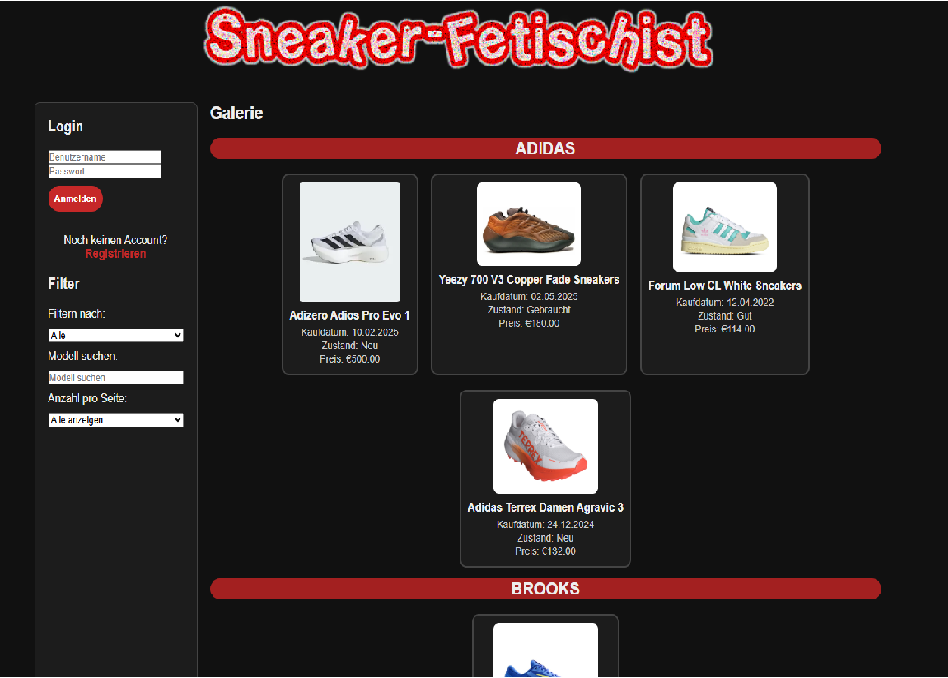 Sneaker-Fetischist
Login
Benutzername
Passwort
Anmelden
Noch keinen Account?
Registrieren
Filter
Filtern nach:
Alle
Modell suchen:
Modell suchen
Anzahl pro Seite:
Alle anzeigen
Galerie
ADIDAS
Adizero Adios Pro Evo 1
Kaufdatum: 10.02.2025
Zustand: Neu
Preis: €500.00
Yeezy 700 V3 Copper Fade Sneakers
Kaufdatum: 02.05.2025
Zustand: Gebraucht
Preis: €180.00
Forum Low CL White Sneakers
Kaufdatum: 12.04.2022
Zustand: Gut
Preis: €114.00
TERREX
Adidas Terrex Damen Agravic 3
Kaufdatum: 24.12.2024
Zustand: Neu
Preis: €132.00
BROOKS